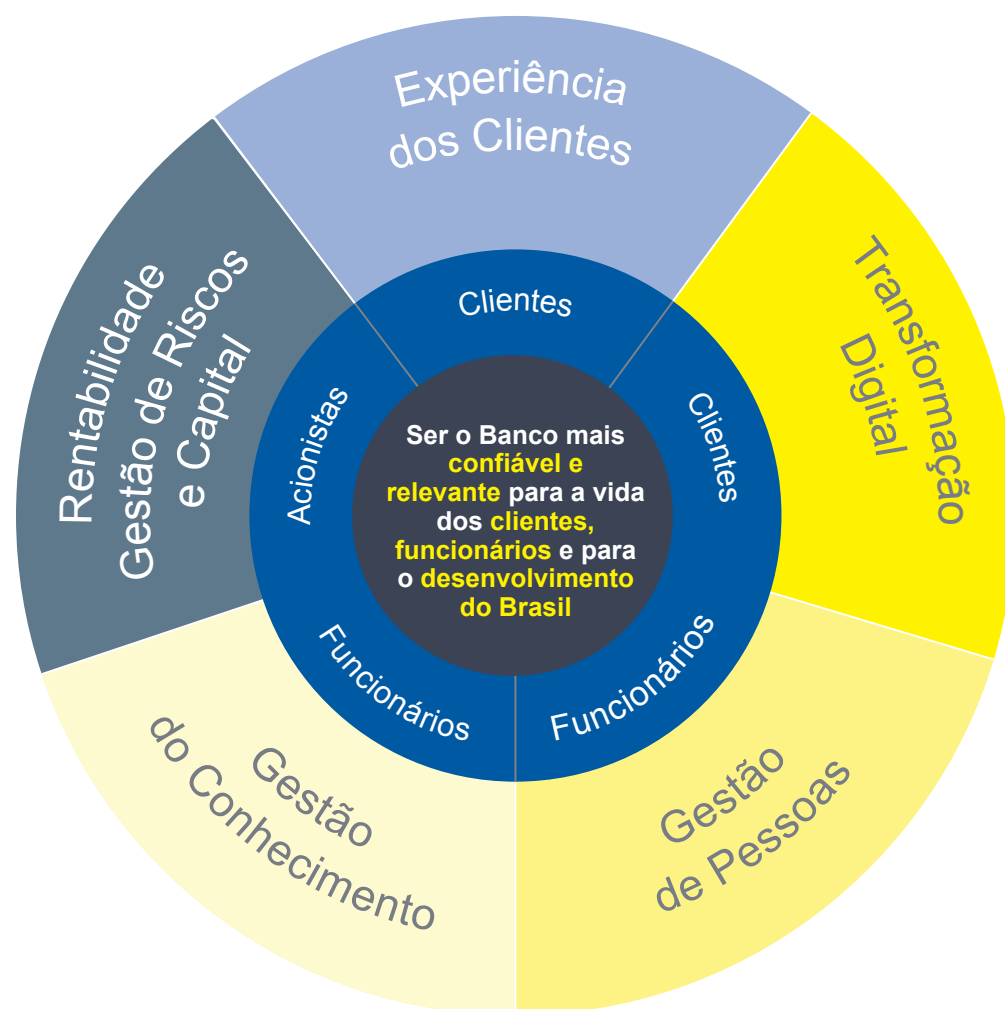 Experiência
dos Clientes
Transformação
Digital
Gestão
de Pessoas
Gestão
do Conhecimento
Rentabilidade
Gestão de Riscos
e Capital
Clientes
Clientes
Funcionários
Funcionários
Acionistas
Ser o Banco mais
confiável e
relevante para a vida
dos clientes,
funcionários e para
o desenvolvimento
do Brasil